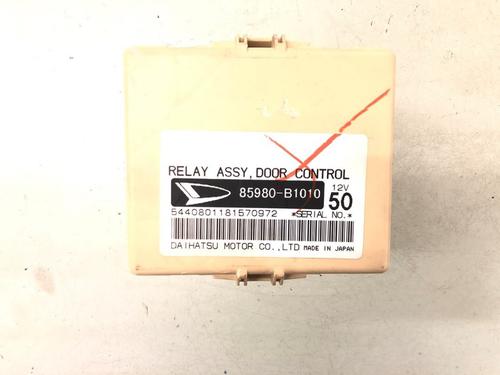 RELAY ASSY, DOOR CONTROL
85980-B1010 12V
50
5440801181570972 *SERIAL NO.*
DAIHATSU MOTOR CO.,LTD MADE IN JAPAN